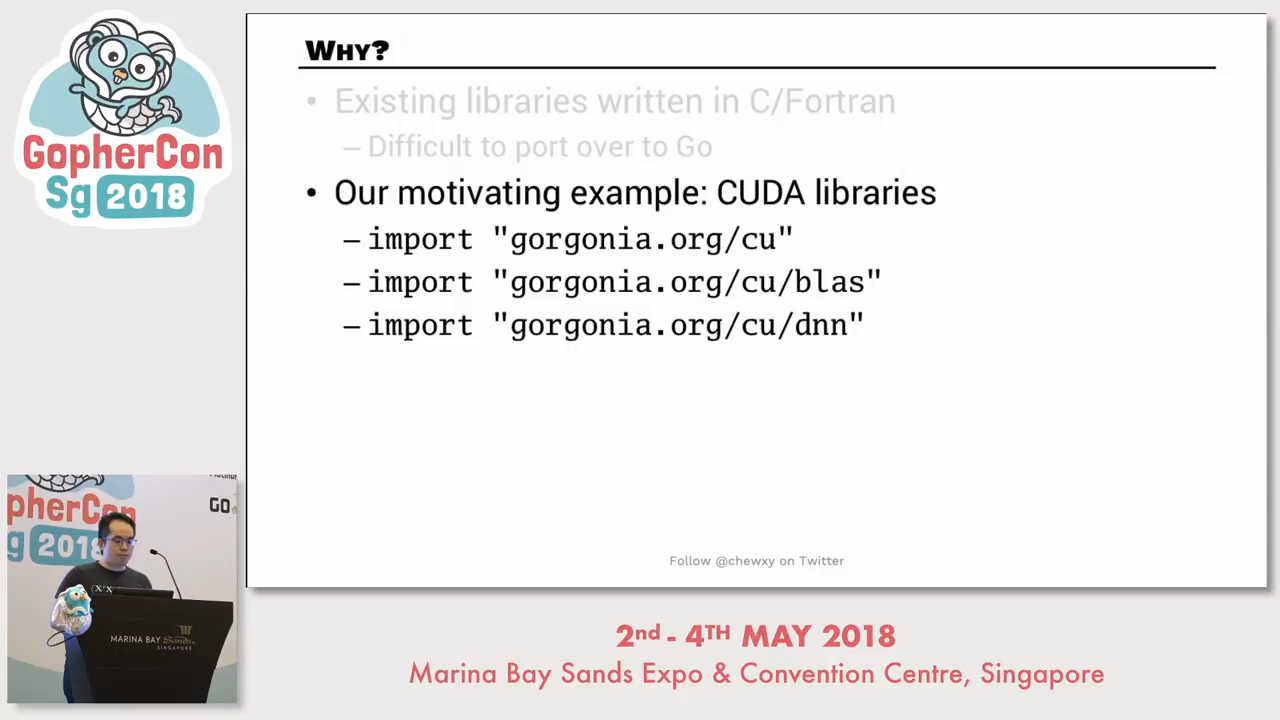 GopherCon
Sg 2018
WHY?
• Existing libraries written in C/Fortran
– Difficult to port over to Go
• Our motivating example: CUDA libraries
– import "gorgonia.org/cu"
– import "gorgonia.org/cu/blas"
– import "gorgonia.org/cu/dnn"
Follow @chewxy on Twitter
GO
pherCon
g 2018
MARINA BAY Sands
SINGAPORE
2nd - 4TH MAY 2018
Marina Bay Sands Expo & Convention Centre, Singapore